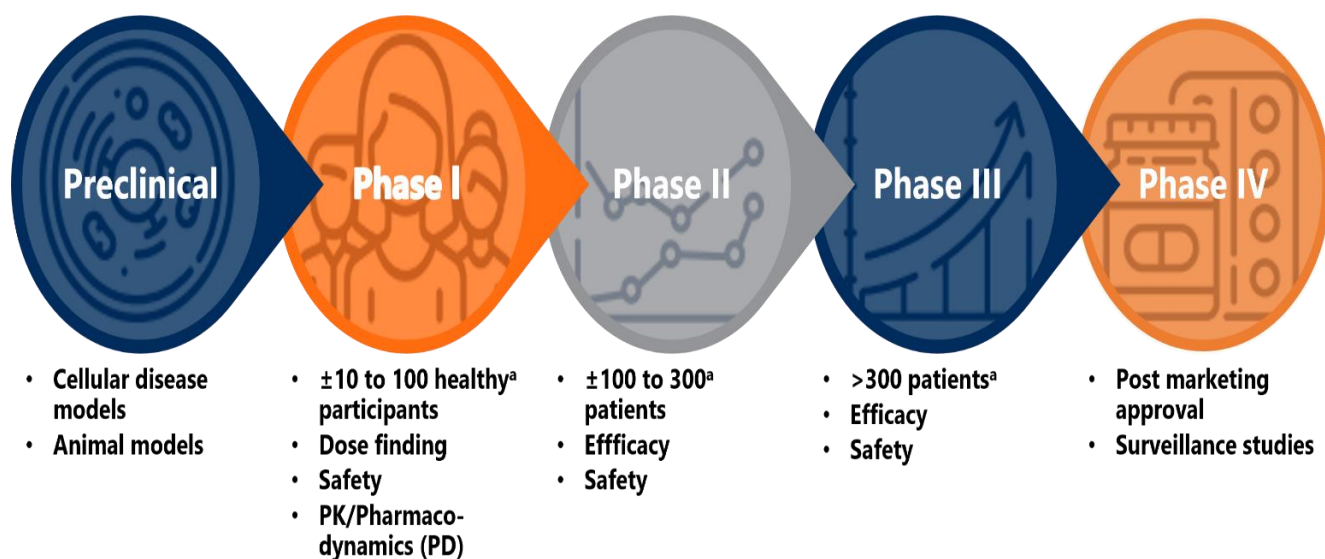 Preclinical
Phase I
Phase II
Phase III
Phase IV
• Cellular disease
models
• Animal models
• ±10 to 100 healthyᵃ
participants
• Dose finding
• Safety
• PK/Pharmaco-
dynamics (PD)
• ±100 to 300ᵃ
patients
• Effficacy
• Safety
• >300 patientsᵃ
• Efficacy
• Safety
• Post marketing
approval
• Surveillance studies